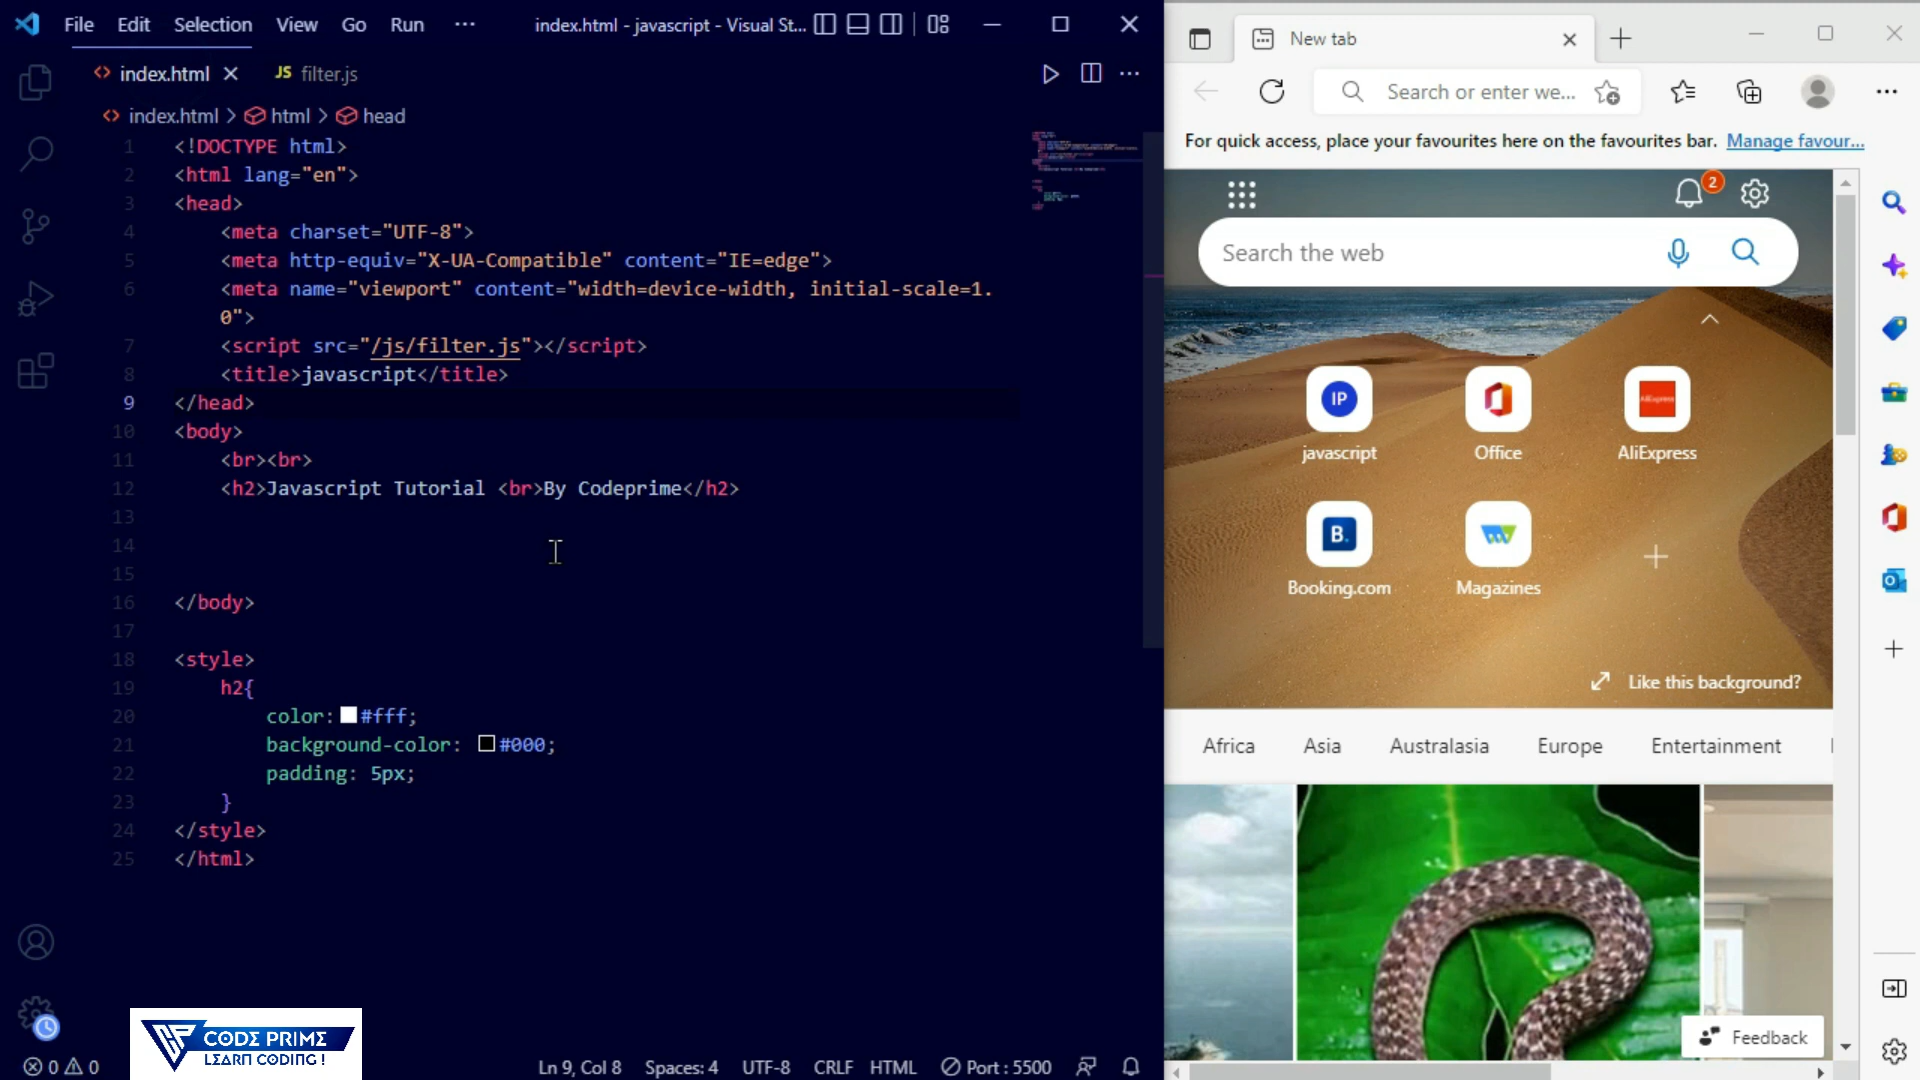 File Edit Selection View Go Run ··· index.html - javascript - Visual St...
index.html JS filter.js
index.html > html > head
1 <!DOCTYPE html>
2 <html lang="en">
3 <head>
4 <meta charset="UTF-8">
5 <meta http-equiv="X-UA-Compatible" content="IE=edge">
6 <meta name="viewport" content="width=device-width, initial-scale=1.
0">
7 <script src="/js/filter.js"></script>
8 <title>javascript</title>
9 </head>
10 <body>
11 <br><br>
12 <h2>Javascript Tutorial <br>By Codeprime</h2>
13
14
15
16 </body>
17
18 <style>
19 h2{
20 color: #fff;
21 background-color: #000;
22 padding: 5px;
23 }
24 </style>
25 </html>
CODE PRIME
LEARN CODING !
0 0 Ln 9, Col 8 Spaces: 4 UTF-8 CRLF HTML Port : 5500
New tab
Search or enter we...
For quick access, place your favourites here on the favourites bar. Manage favour...
2
Search the web
IP
javascript Office AliExpress
B.
Booking.com Magazines
Like this background?
Africa Asia Australasia Europe Entertainment
Feedback